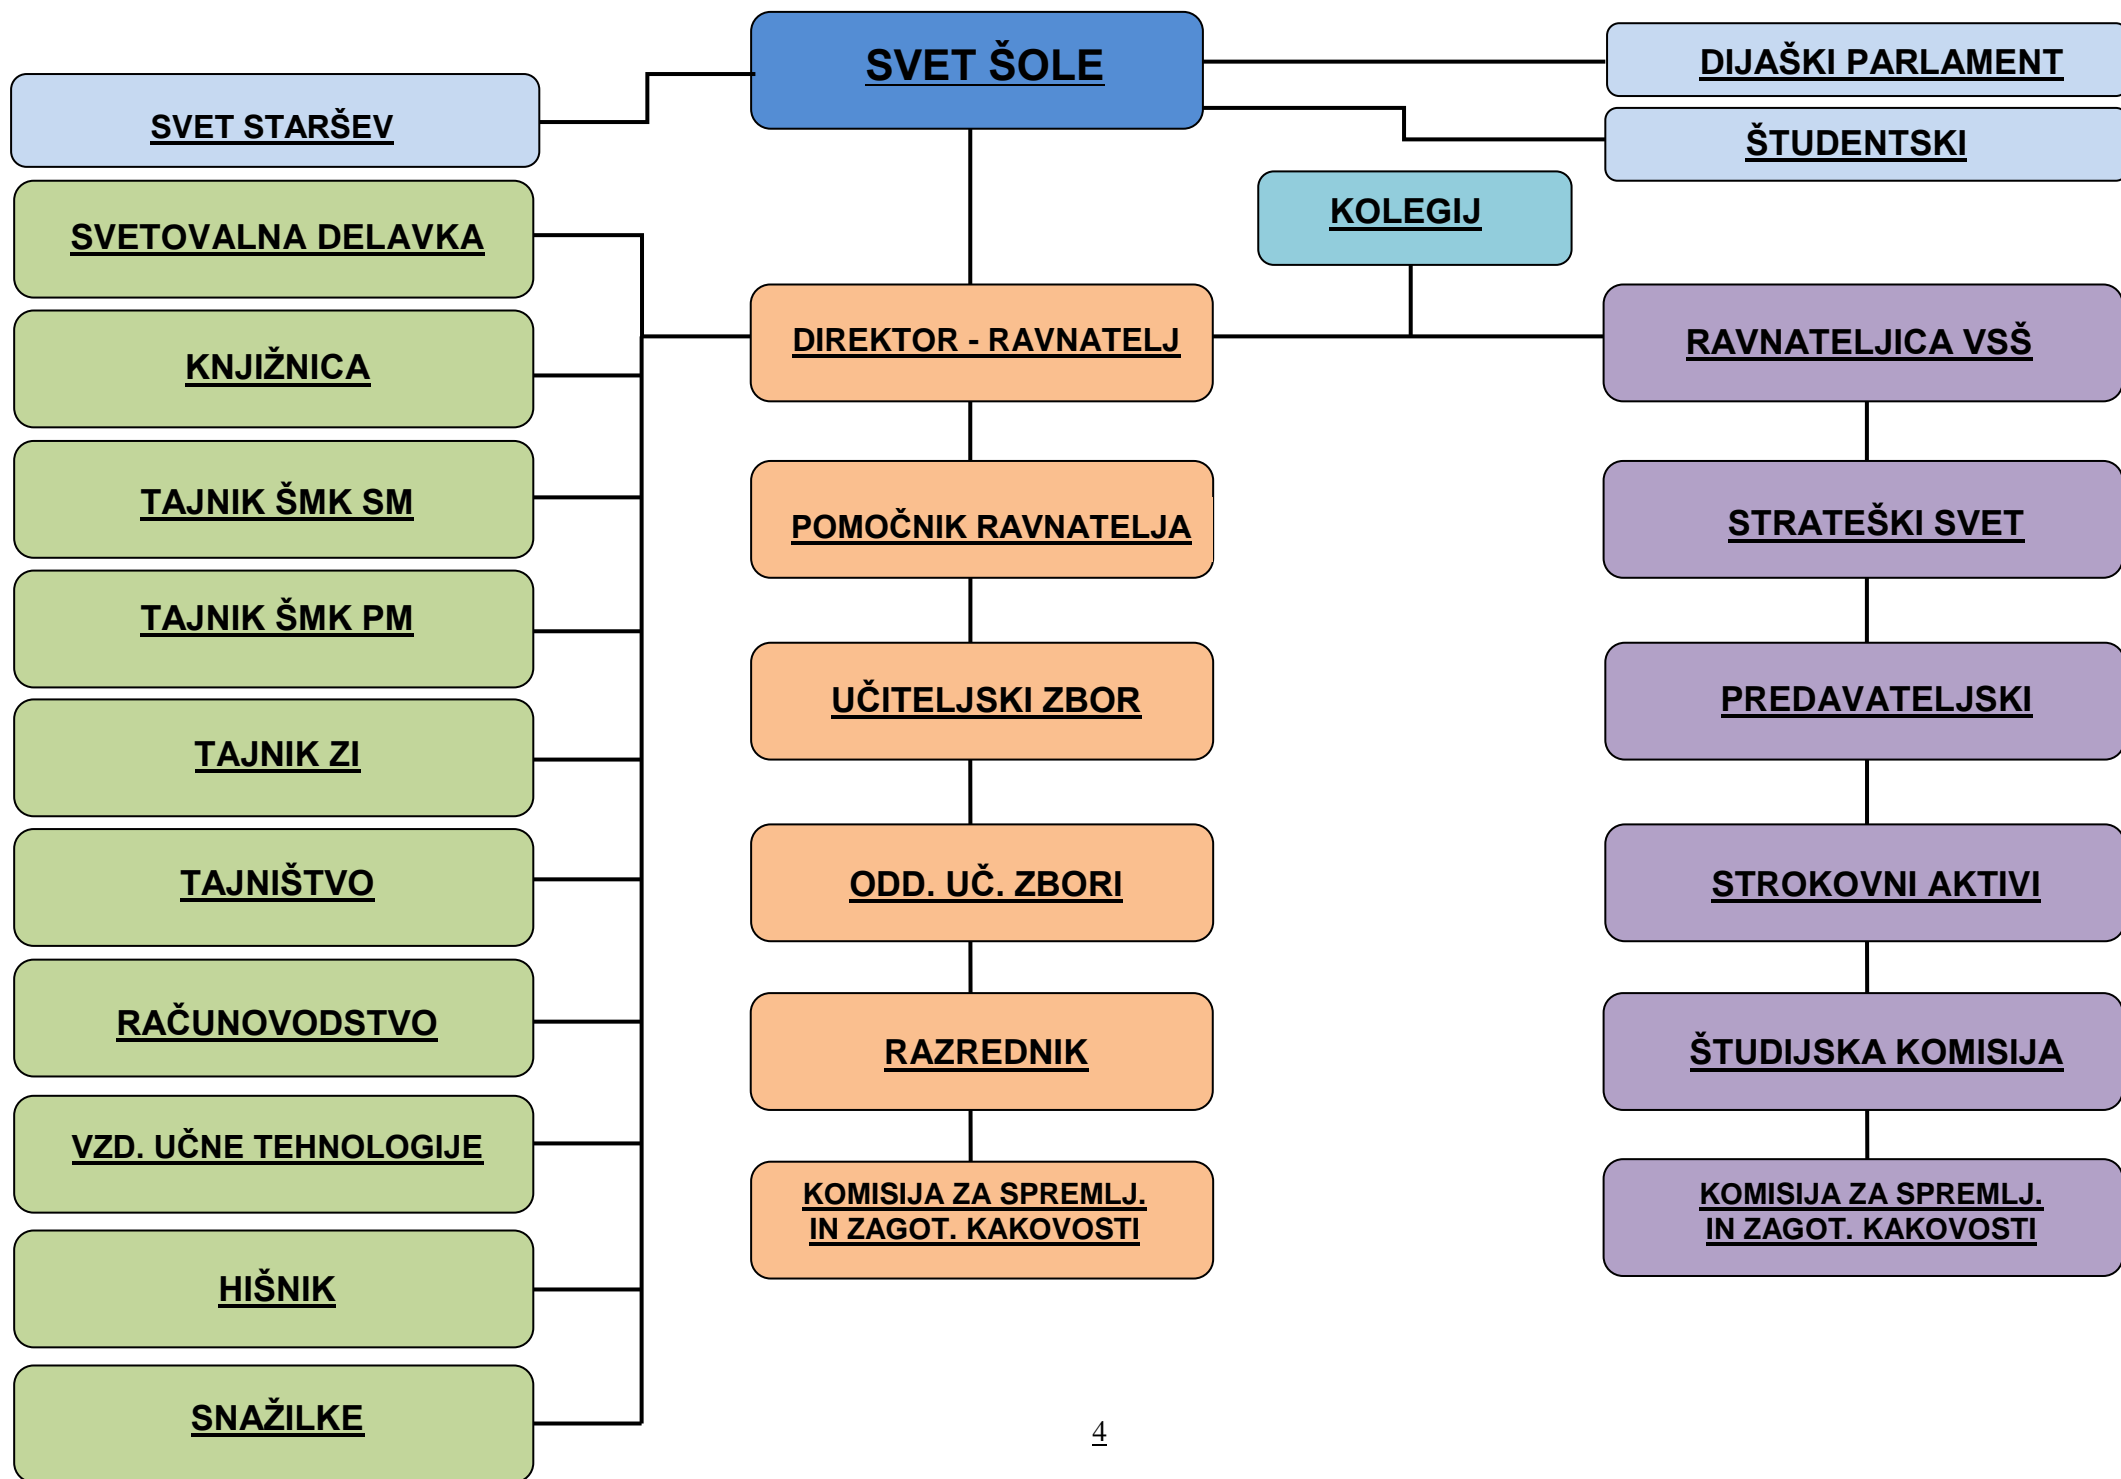 SVET ŠOLE
DIJAŠKI PARLAMENT
SVET STARŠEV
ŠTUDENTSKI
KOLEGIJ
SVETOVALNA DELAVKA
KNJIŽNICA
TAJNIK ŠMK SM
TAJNIK ŠMK PM
TAJNIK ZI
TAJNIŠTVO
RAČUNOVODSTVO
VZD. UČNE TEHNOLOGIJE
HIŠNIK
SNAŽILKE
DIREKTOR - RAVNATELJ
POMOČNIK RAVNATELJA
UČITELJSKI ZBOR
ODD. UČ. ZBORI
RAZREDNIK
KOMISIJA ZA SPREMLJ.
IN ZAGOT. KAKOVOSTI
RAVNATELJICA VSŠ
STRATEŠKI SVET
PREDAVATELJSKI
STROKOVNI AKTIVI
ŠTUDIJSKA KOMISIJA
KOMISIJA ZA SPREMLJ.
IN ZAGOT. KAKOVOSTI
4